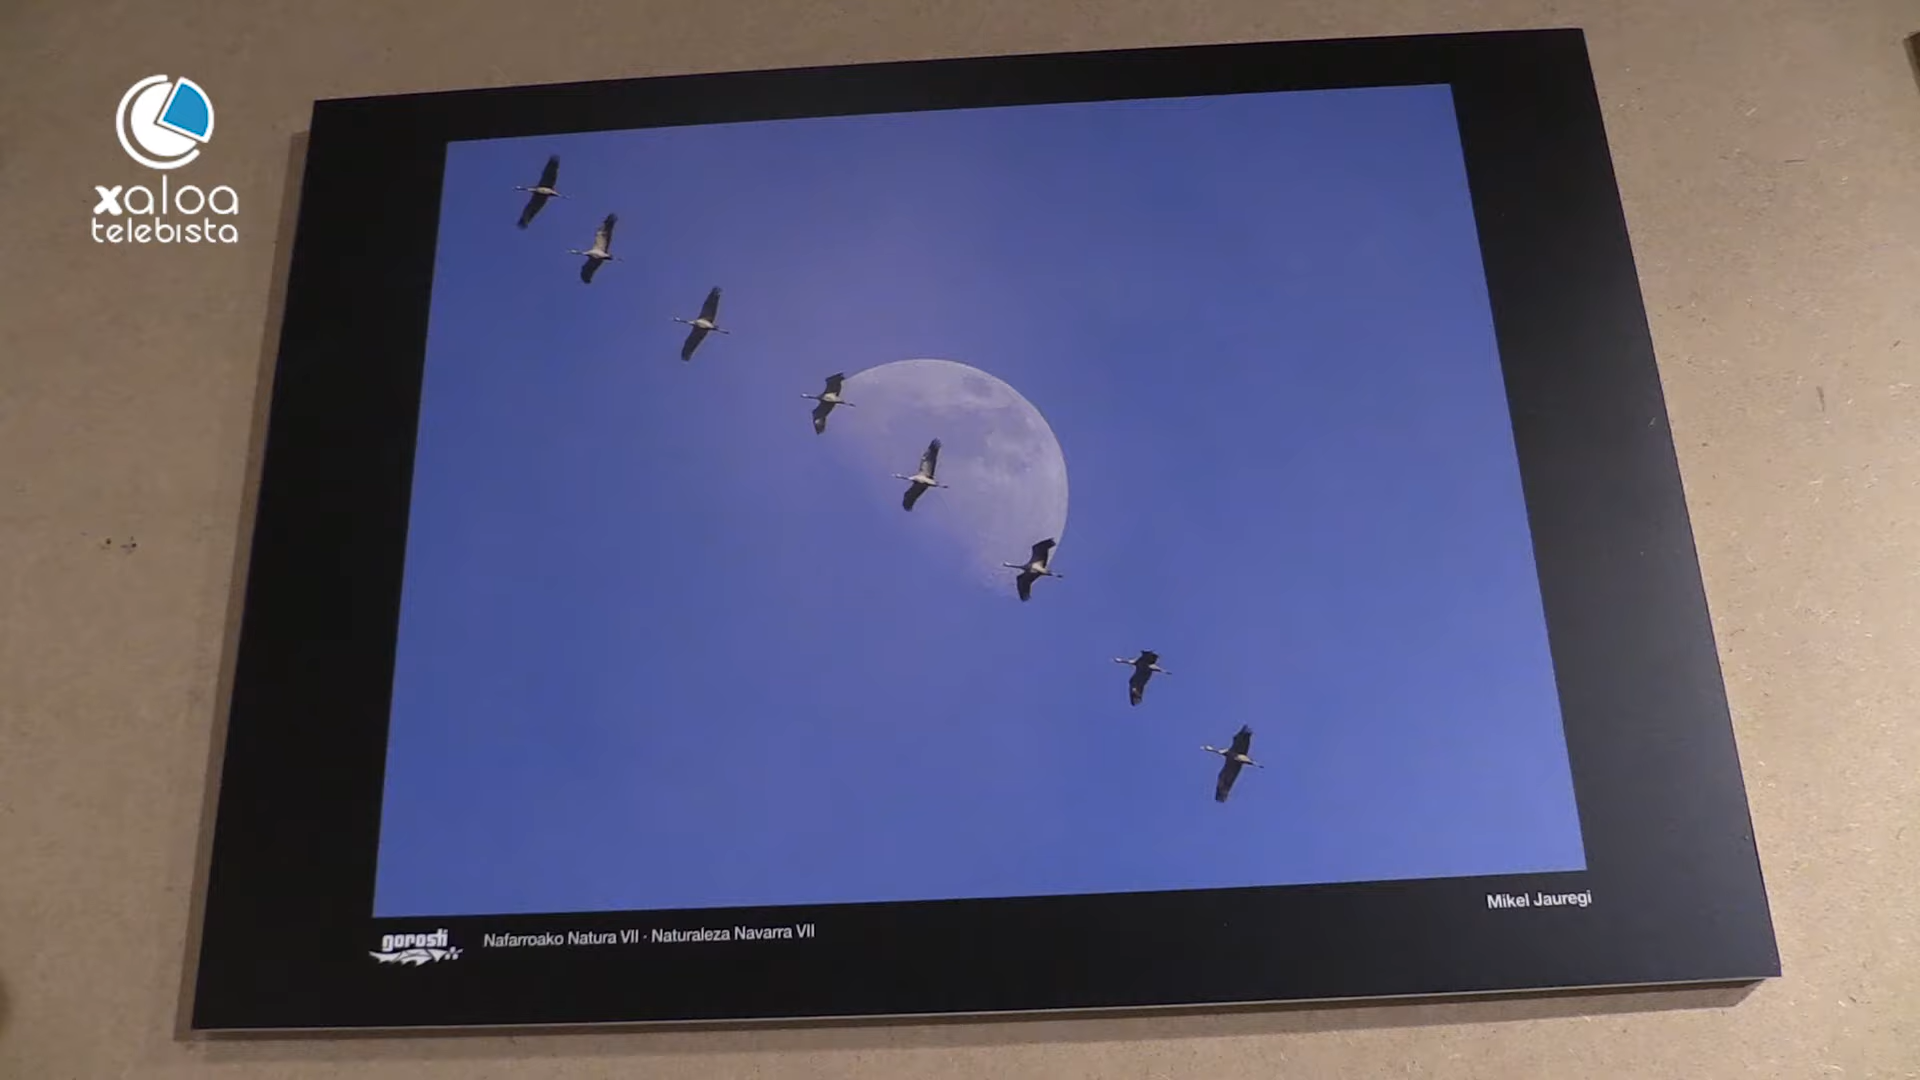 xaloa
telebista
gorosti
Nafarroako Natura VII · Naturaleza Navarra VII
Mikel Jauregi